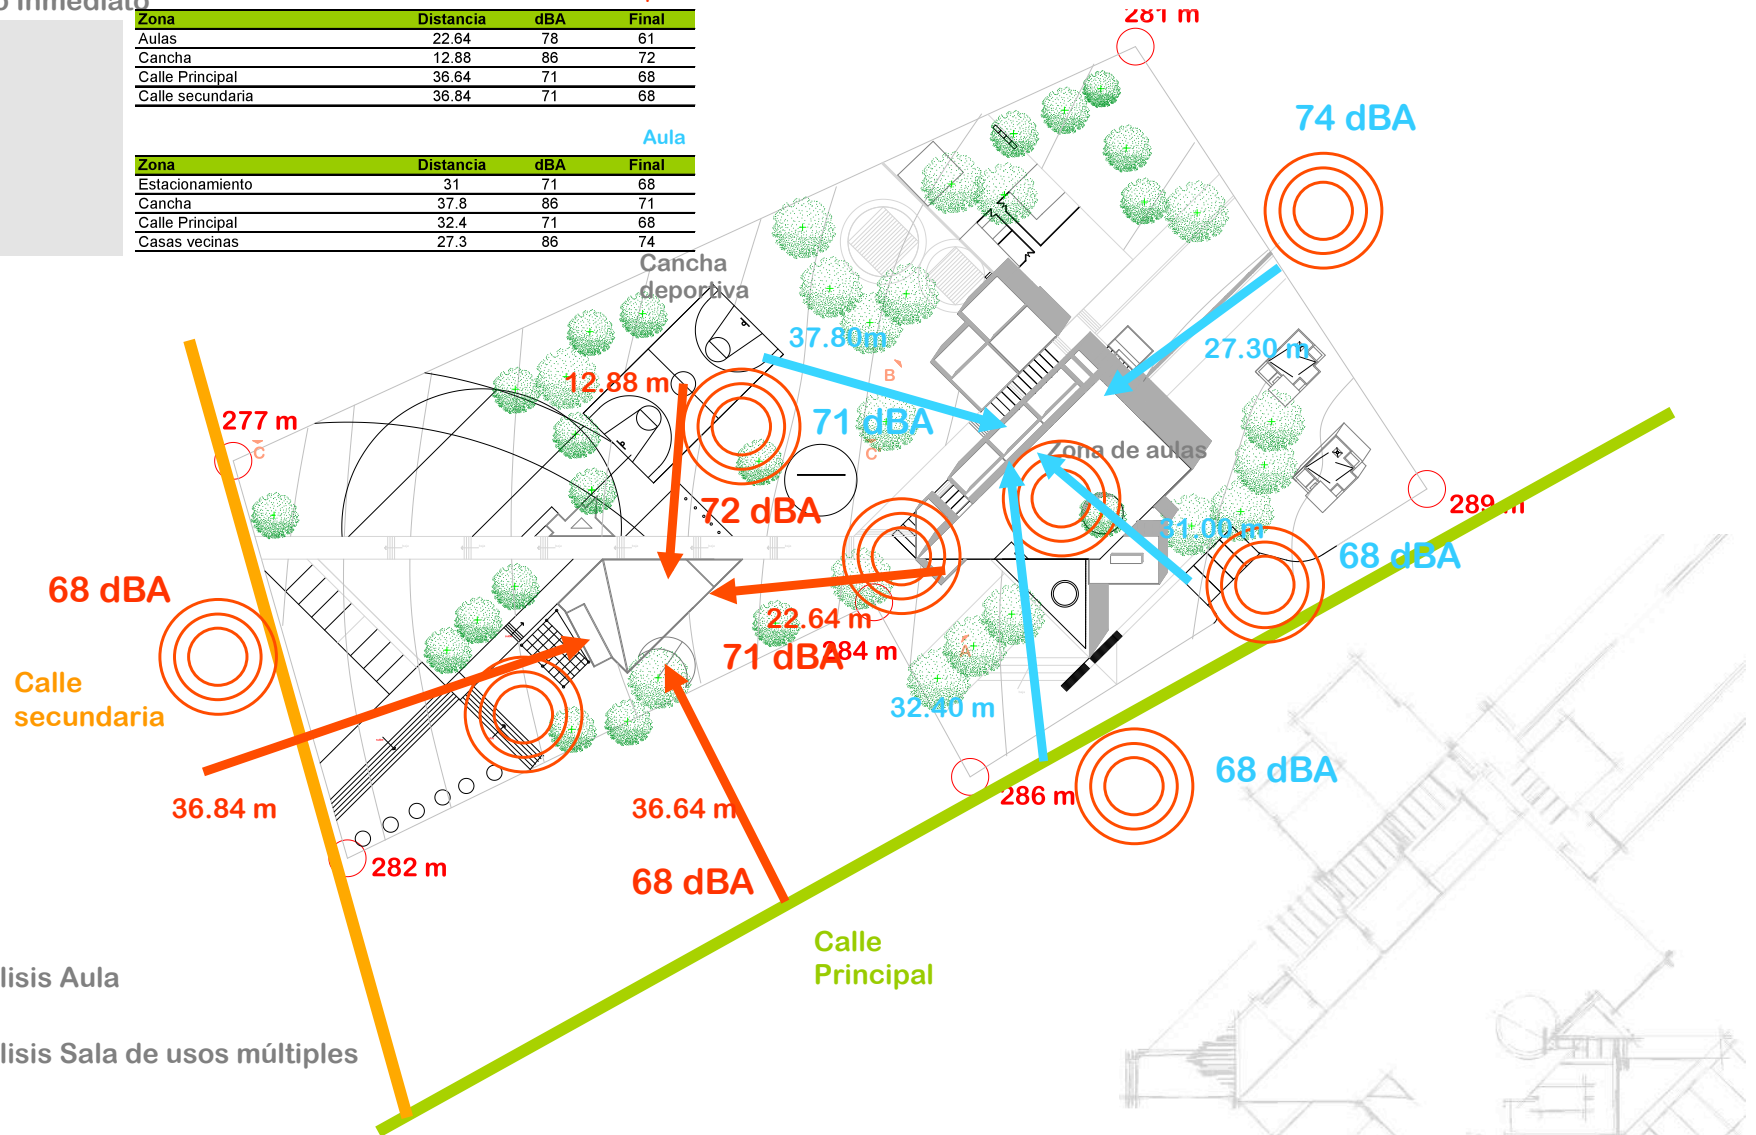 Inmediato
Zona Distancia dBA Final
Aulas 22.64 78 61
Cancha 12.88 86 72
Calle Principal 36.64 71 68
Calle secundaria 36.84 71 68
Aula
Zona Distancia dBA Final
Estacionamiento 31 71 68
Cancha 37.8 86 71
Calle Principal 32.4 71 68
Casas vecinas 27.3 86 74
281 m
74 dBA
Cancha
deportiva
37.80m
27.30 m
12.88 m
B
277 m
C
71 dBA
C
Zona de aulas
72 dBA
289 m
31.00 m
68 dBA
68 dBA
22.64 m
71 dBA
284 m
A
Calle
secundaria
32.40 m
36.84 m
36.64 m
68 dBA
286 m
282 m
68 dBA
Calle
Principal
lisis Aula
lisis Sala de usos múltiples